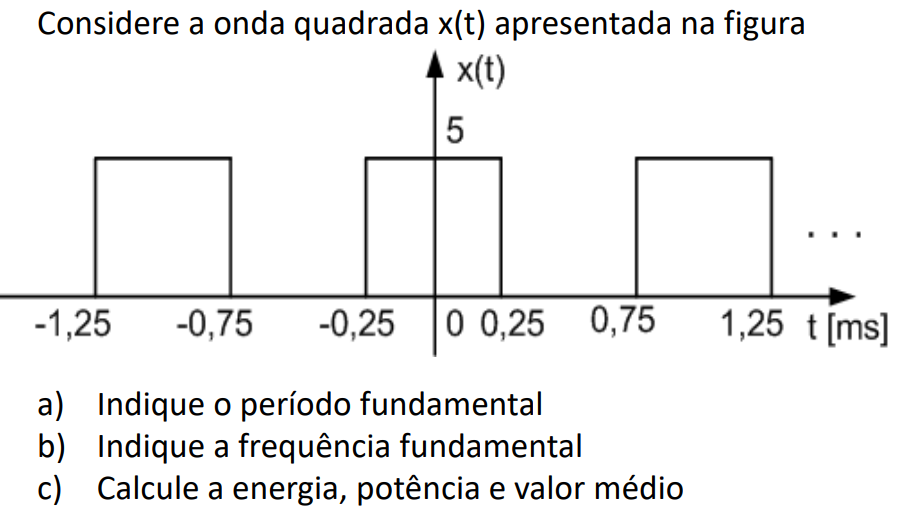 Considere a onda quadrada x(t) apresentada na figura
x(t)
5
-1,25 -0,75 -0,25 0 0,25 0,75 1,25 t [ms]
. . .
a) Indique o período fundamental
b) Indique a frequência fundamental
c) Calcule a energia, potência e valor médio